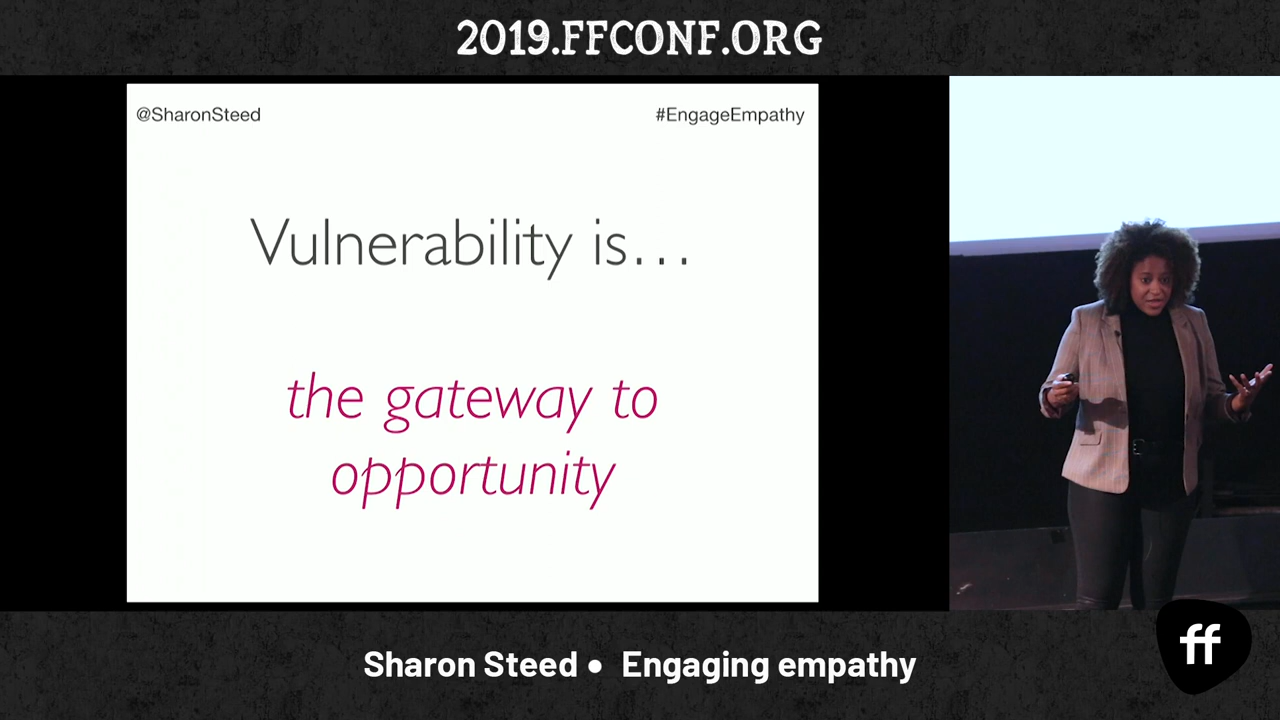 2019.FFCONF.ORG
@SharonSteed
#EngageEmpathy
Vulnerability is…
the gateway to
opportunity
Sharon Steed • Engaging empathy
ff